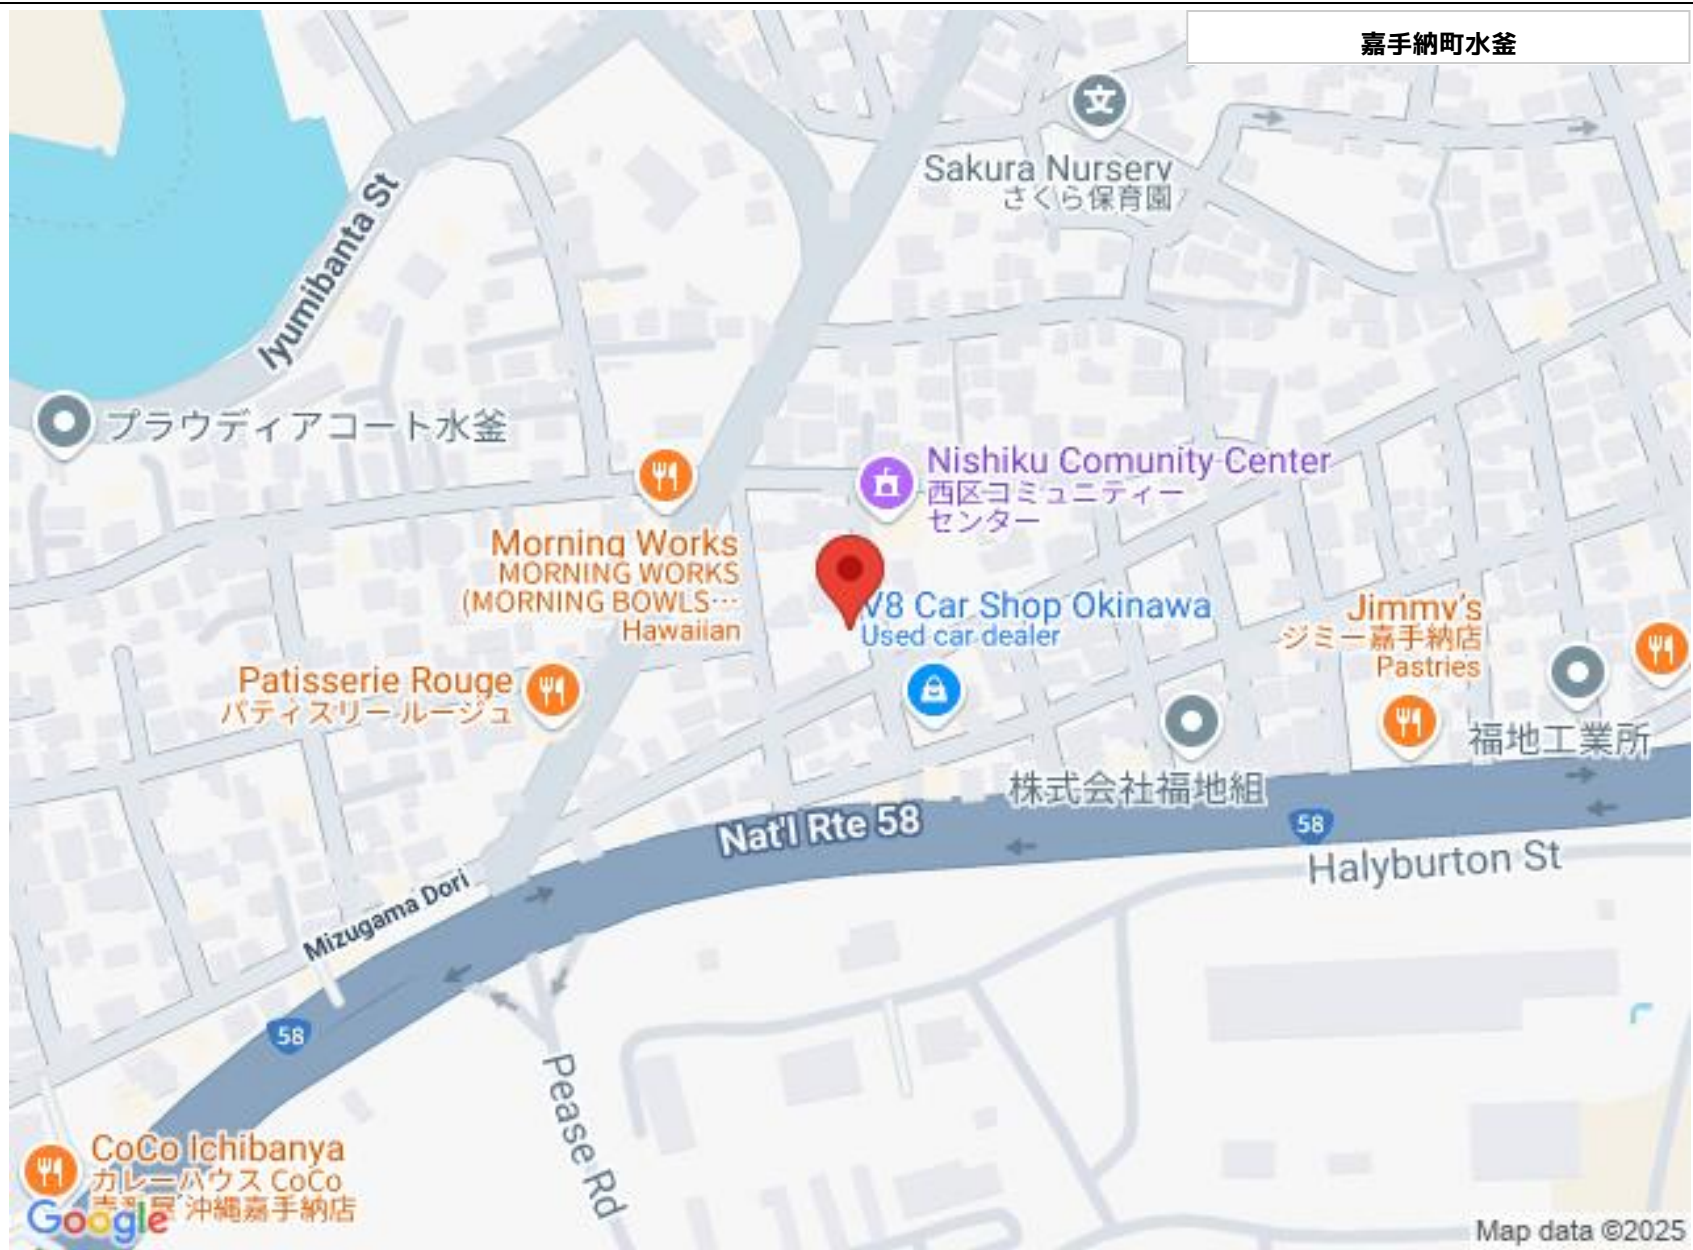 嘉手納町水釜
Sakura Nursery
さくら保育園
Iyumibanta St
プラウディアコート水釜
Nishiku Comunity Center
西区コミュニティー
センター
Morning Works
MORNING WORKS
(MORNING BOWLS…
Hawaiian
V8 Car Shop Okinawa
Used car dealer
Jimmy's
ジミー嘉手納店
Pastries
Patisserie Rouge
パティスリールージュ
福地工業所
株式会社福地組
Nat'l Rte 58
58
Halyburton St
Mizugama Dori
58
Pease Rd
CoCo Ichibanya
カレーハウス CoCo
沖縄嘉手納店
Google
Map data ©2025